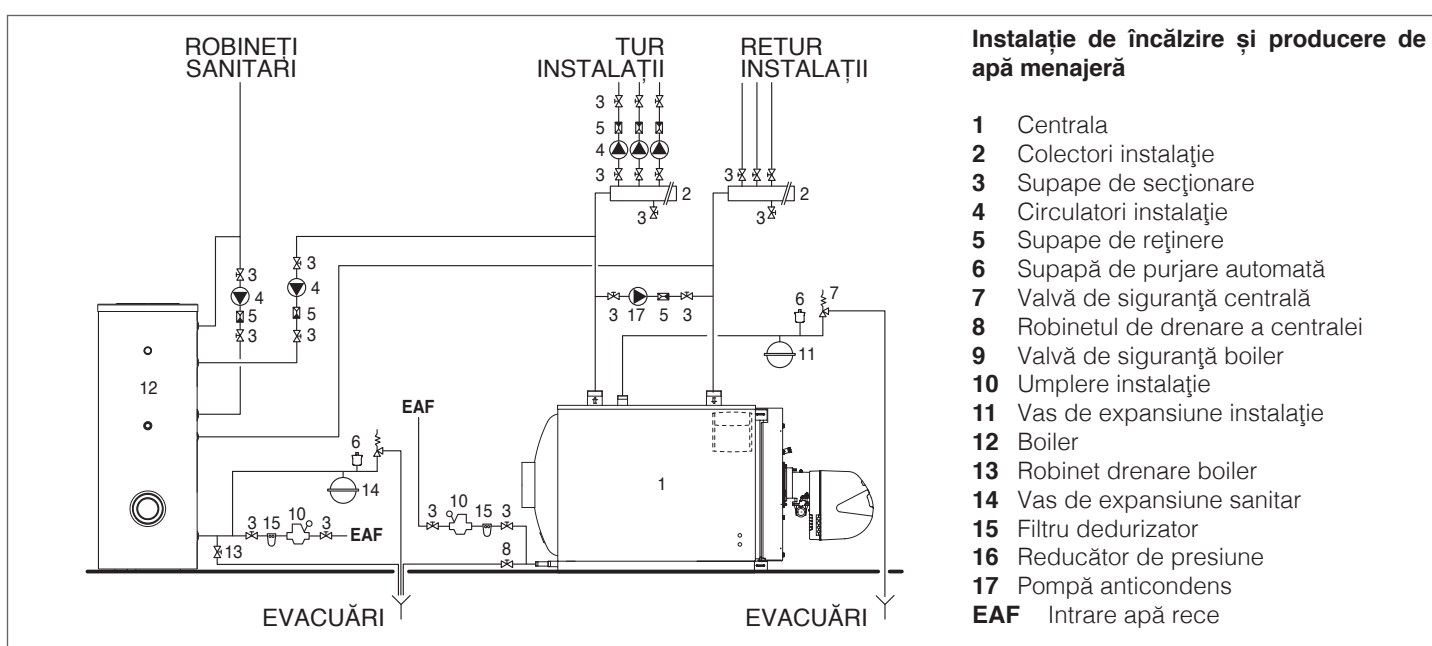 ROBINEȚI
SANITARI
TUR
INSTALAȚII
RETUR
INSTALAȚII
3
5
4
3
2
3
3
2
3
3
4
5
3
3
4
5
3
3 17 5 3
6
7
11
12
EAF
6
14
3 15 10 3
EAF
13
3 10 15 3
8
1
EVACUĂRI
EVACUĂRI
Instalație de încălzire și producere de
apă menajeră
1 Centrala
2 Colectori instalaţie
3 Supape de secţionare
4 Circulatori instalaţie
5 Supape de reţinere
6 Supapă de purjare automată
7 Valvă de siguranţă centrală
8 Robinetul de drenare a centralei
9 Valvă de siguranţă boiler
10 Umplere instalaţie
11 Vas de expansiune instalaţie
12 Boiler
13 Robinet drenare boiler
14 Vas de expansiune sanitar
15 Filtru dedurizator
16 Reducător de presiune
17 Pompă anticondens
EAF Intrare apă rece